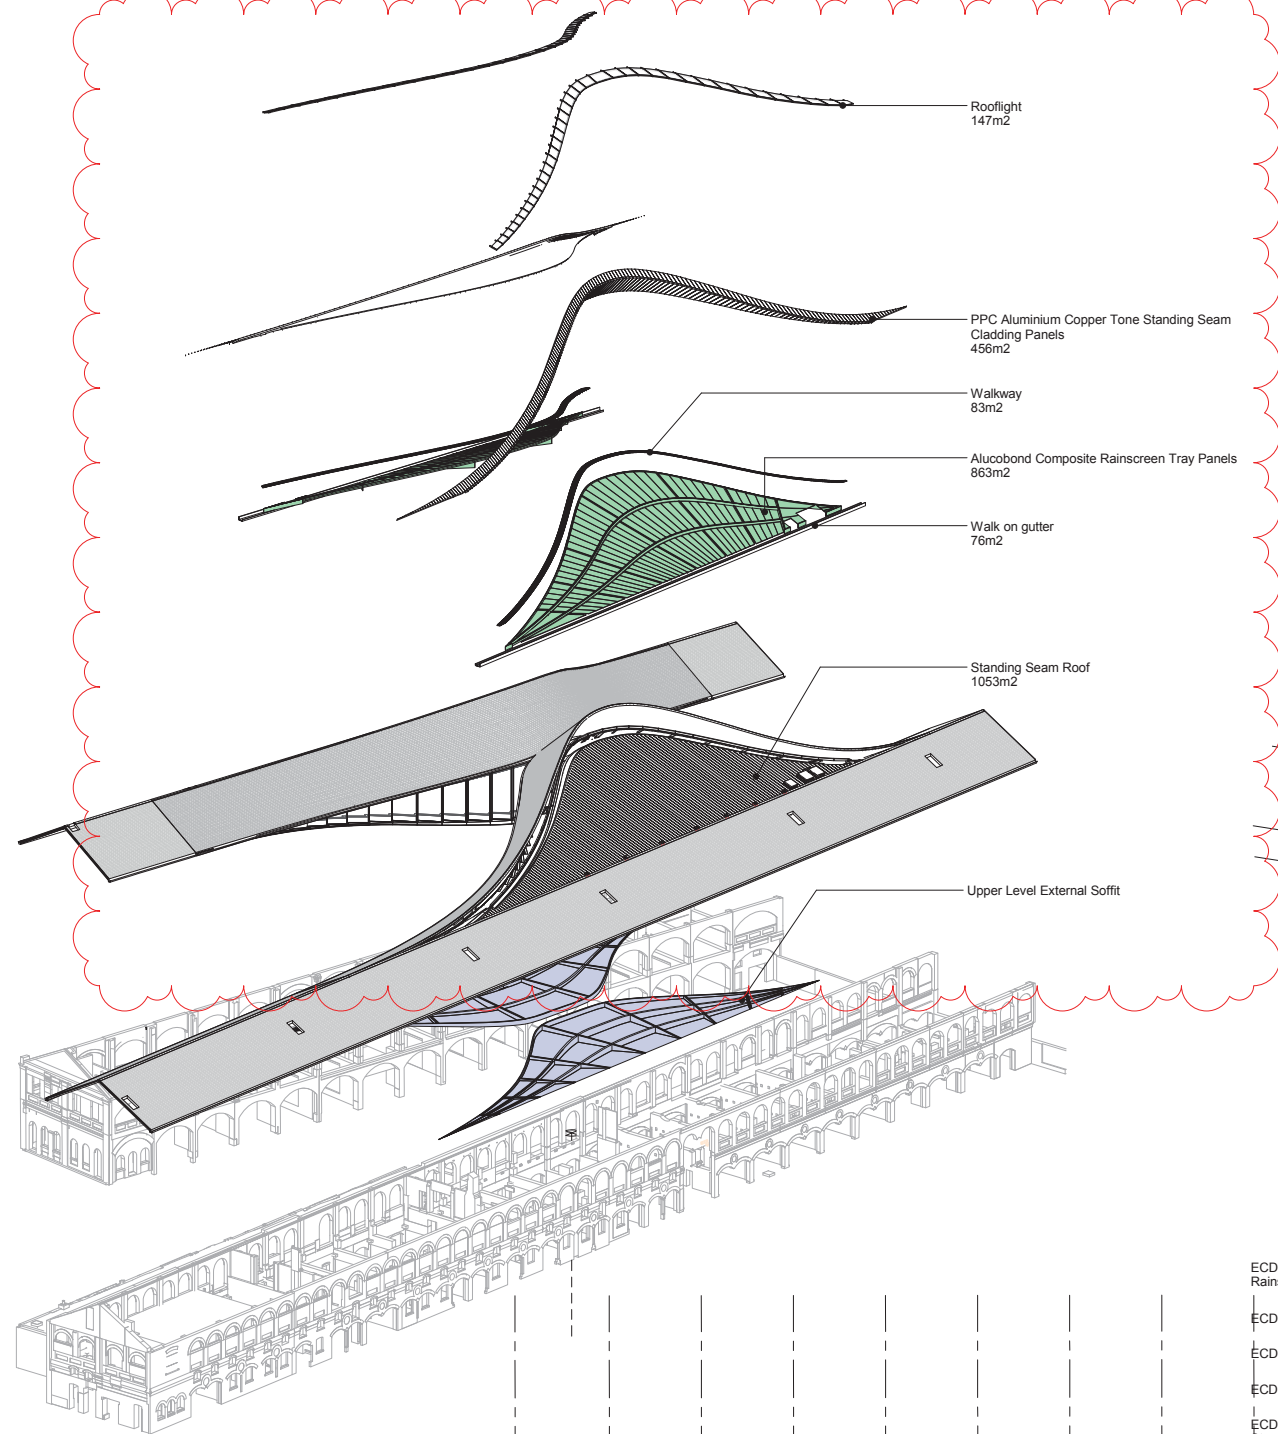 Rooflight
147m2
PPC Aluminium Copper Tone Standing Seam
Cladding Panels
456m2
Walkway
83m2
Alucobond Composite Rainscreen Tray Panels
863m2
Walk on gutter
76m2
Standing Seam Roof
1053m2
Upper Level External Soffit
ECD
Rains
ECD
ECD
ECD
ECD